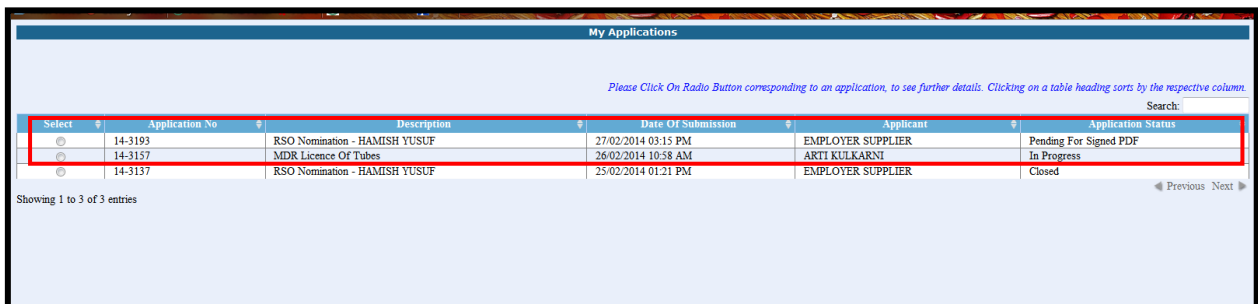 My Applications
Please Click On Radio Button corresponding to an application, to see further details. Clicking on a table heading sorts by the respective column.
Search:
Select Application No Description Date Of Submission Applicant Application Status
14-3193 RSO Nomination - HAMISH YUSUF 27/02/2014 03:15 PM EMPLOYER SUPPLIER Pending For Signed PDF
14-3157 MDR Licence Of Tubes 26/02/2014 10:58 AM ARTI KULKARNI In Progress
14-3137 RSO Nomination - HAMISH YUSUF 25/02/2014 01:21 PM EMPLOYER SUPPLIER Closed
Previous Next
Showing 1 to 3 of 3 entries